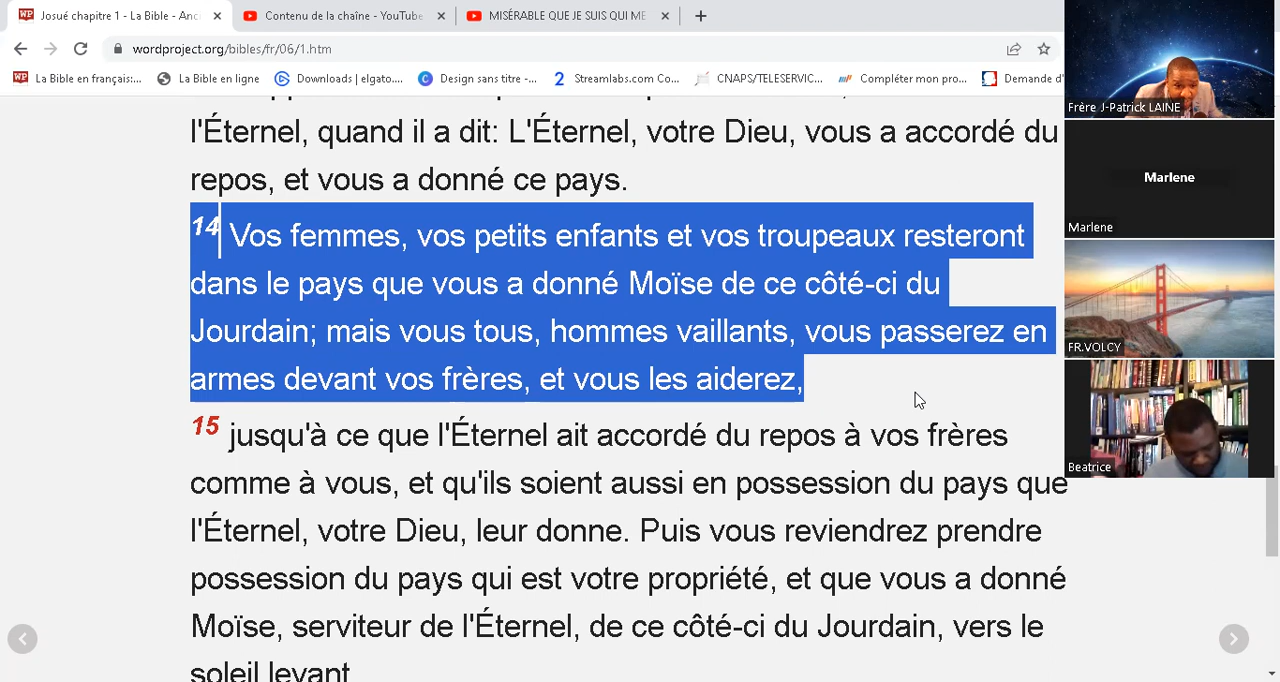 Josué chapitre 1 - La Bible - Anci
Contenu de la chaîne - YouTube
MISÉRABLE QUE JE SUIS QUI ME
wordproject.org/bibles/fr/06/1.htm
La Bible en français:...
La Bible en ligne
Downloads | elgato....
Design sans titre -...
Streamlabs.com Co...
CNAPS/TELESERVIC...
Compléter mon pro...
Demande d'
l'Éternel, quand il a dit: L'Éternel, votre Dieu, vous a accordé du
repos, et vous a donné ce pays.
14 Vos femmes, vos petits enfants et vos troupeaux resteront
dans le pays que vous a donné Moïse de ce côté-ci du
Jourdain; mais vous tous, hommes vaillants, vous passerez en
armes devant vos frères, et vous les aiderez,
15 jusqu'à ce que l'Éternel ait accordé du repos à vos frères
comme à vous, et qu'ils soient aussi en possession du pays que
l'Éternel, votre Dieu, leur donne. Puis vous reviendrez prendre
possession du pays qui est votre propriété, et que vous a donné
Moïse, serviteur de l'Éternel, de ce côté-ci du Jourdain, vers le
soleil levant
Frère J-Patrick LAINE
Marlene
Marlene
FR.VOLCY
Beatrice